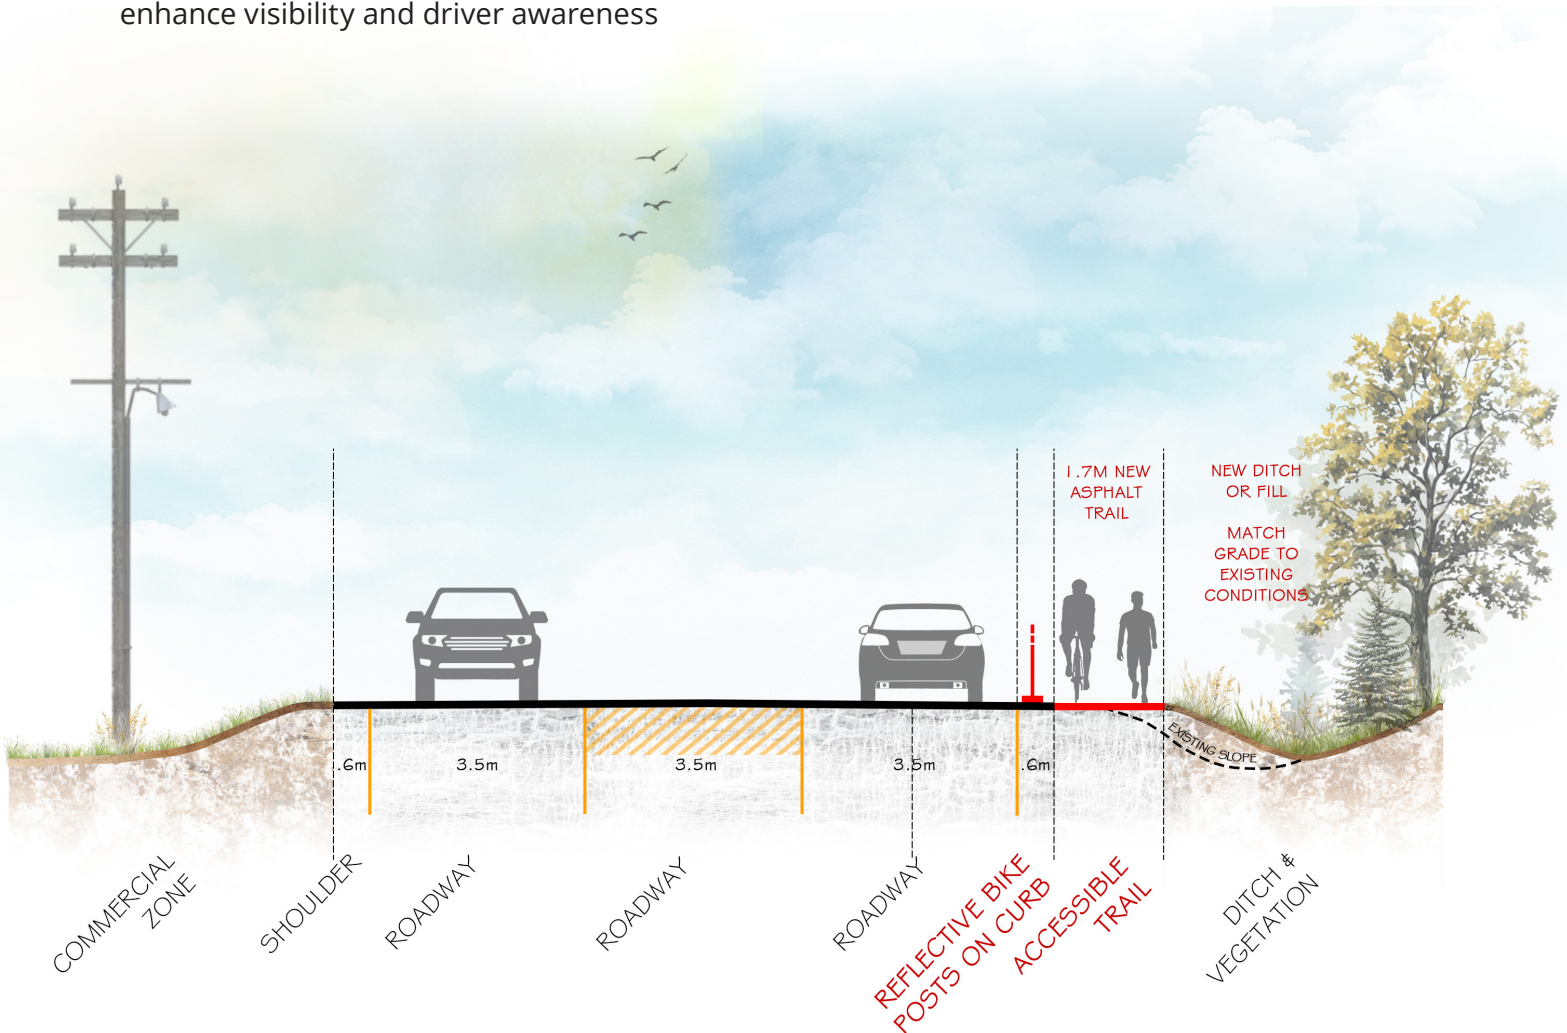 enhance visibility and driver awareness
1.7M NEW
ASPHALT
TRAIL
NEW DITCH
OR FILL
MATCH
GRADE TO
EXISTING
CONDITIONS
EXISTING SLOPE
.6m
3.5m
3.5m
3.5m
.6m
COMMERCIAL
ZONE
SHOULDER
ROADWAY
ROADWAY
ROADWAY
REFLECTIVE BIKE
POSTS ON CURB
ACCESSIBLE
TRAIL
DITCH &
VEGETATION